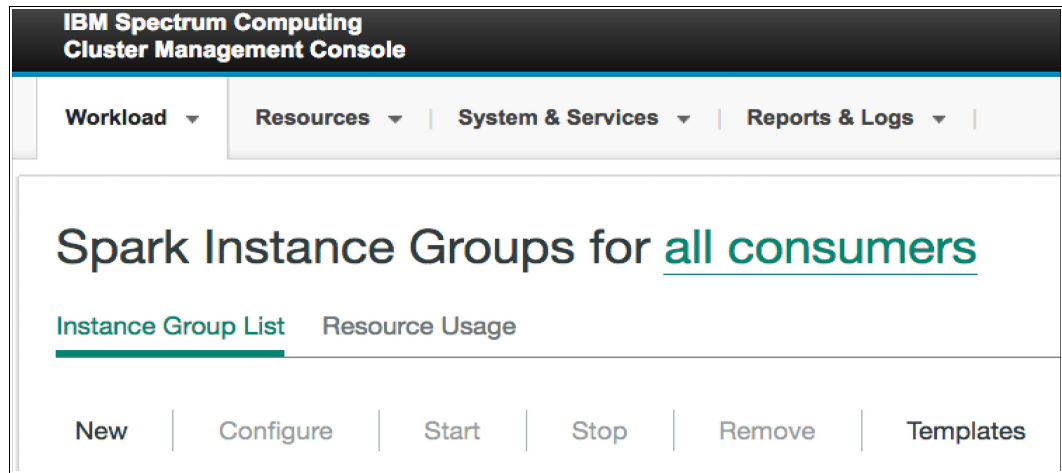 IBM Spectrum Computing
Cluster Management Console
Workload Resources System & Services Reports & Logs
Spark Instance Groups for all consumers
Instance Group List Resource Usage
New Configure Start Stop Remove Templates